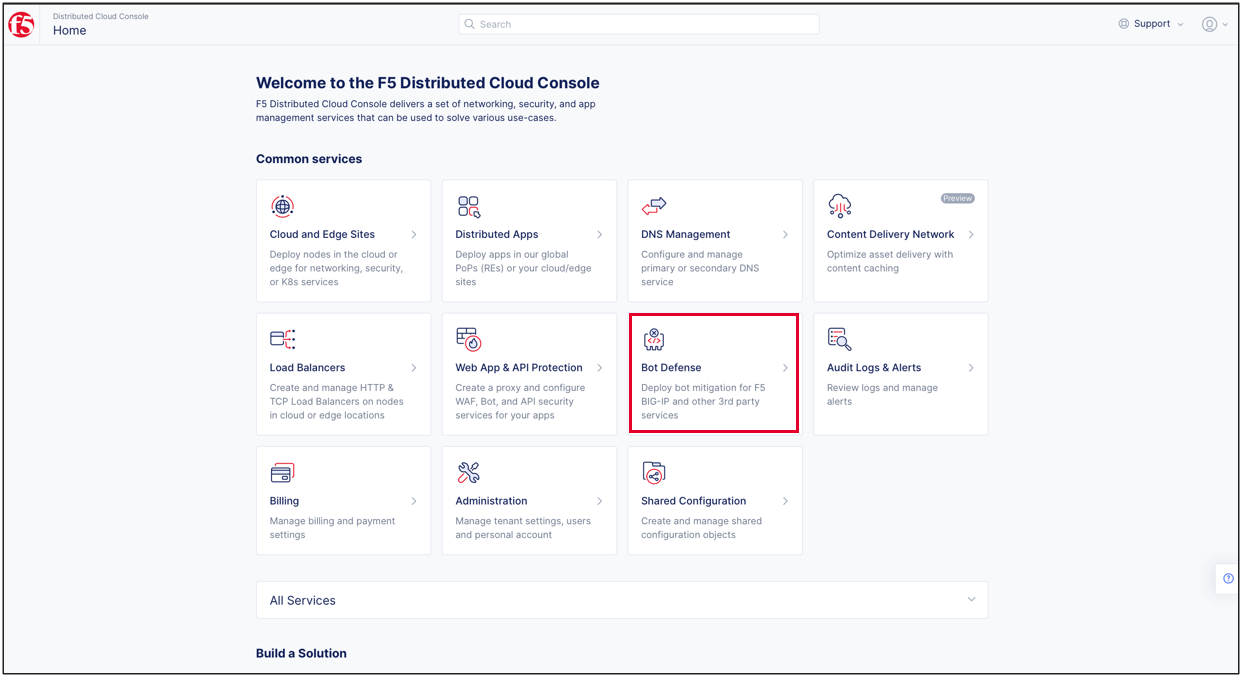 f5
Distributed Cloud Console
Home
Search
Support
Welcome to the F5 Distributed Cloud Console
F5 Distributed Cloud Console delivers a set of networking, security, and app
management services that can be used to solve various use-cases.
Common services
Cloud and Edge Sites
Deploy nodes in the cloud or
edge for networking, security,
or K8s services
Distributed Apps
Deploy apps in our global
PoPs (REs) or your cloud/edge
sites
DNS Management
Configure and manage
primary or secondary DNS
service
Preview
Content Delivery Network
Optimize asset delivery with
content caching
Load Balancers
Create and manage HTTP &
TCP Load Balancers on nodes
in cloud or edge locations
Web App & API Protection
Create a proxy and configure
WAF, Bot, and API security
services for your apps
Bot Defense
Deploy bot mitigation for F5
BIG-IP and other 3rd party
services
Audit Logs & Alerts
Review logs and manage
alerts
Billing
Manage billing and payment
settings
Administration
Manage tenant settings, users
and personal account
Shared Configuration
Create and manage shared
configuration objects
All Services
Build a Solution